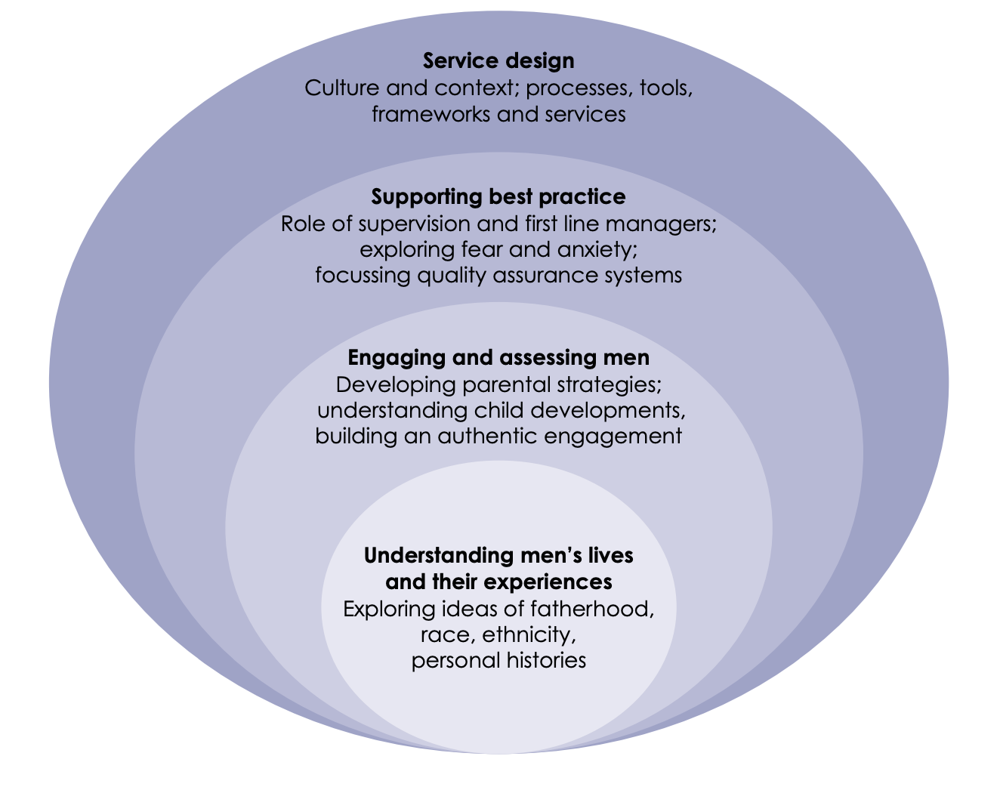 Service design
Culture and context; processes, tools,
frameworks and services
Supporting best practice
Role of supervision and first line managers;
exploring fear and anxiety;
focussing quality assurance systems
Engaging and assessing men
Developing parental strategies;
understanding child developments,
building an authentic engagement
Understanding men’s lives
and their experiences
Exploring ideas of fatherhood,
race, ethnicity,
personal histories